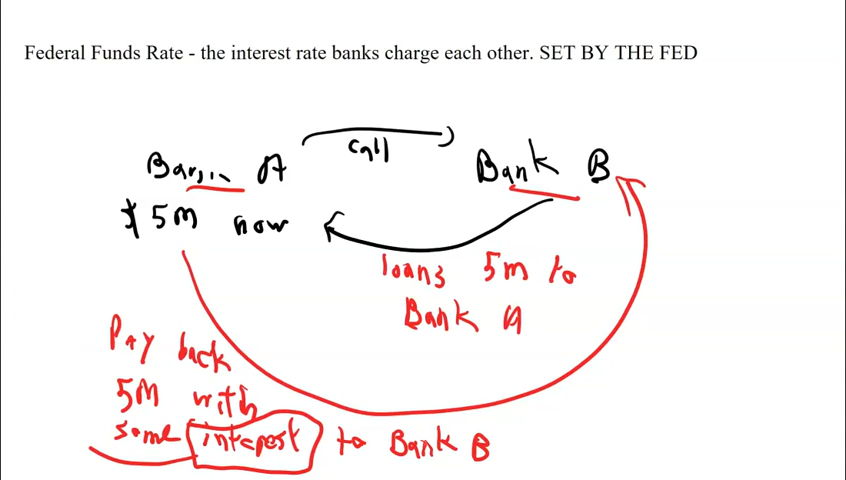 Federal Funds Rate - the interest rate banks charge each other. SET BY THE FED
call
A Bank B
$5M now
loans 5m to
Bank A
Pay back
5M with
some interest to Bank B